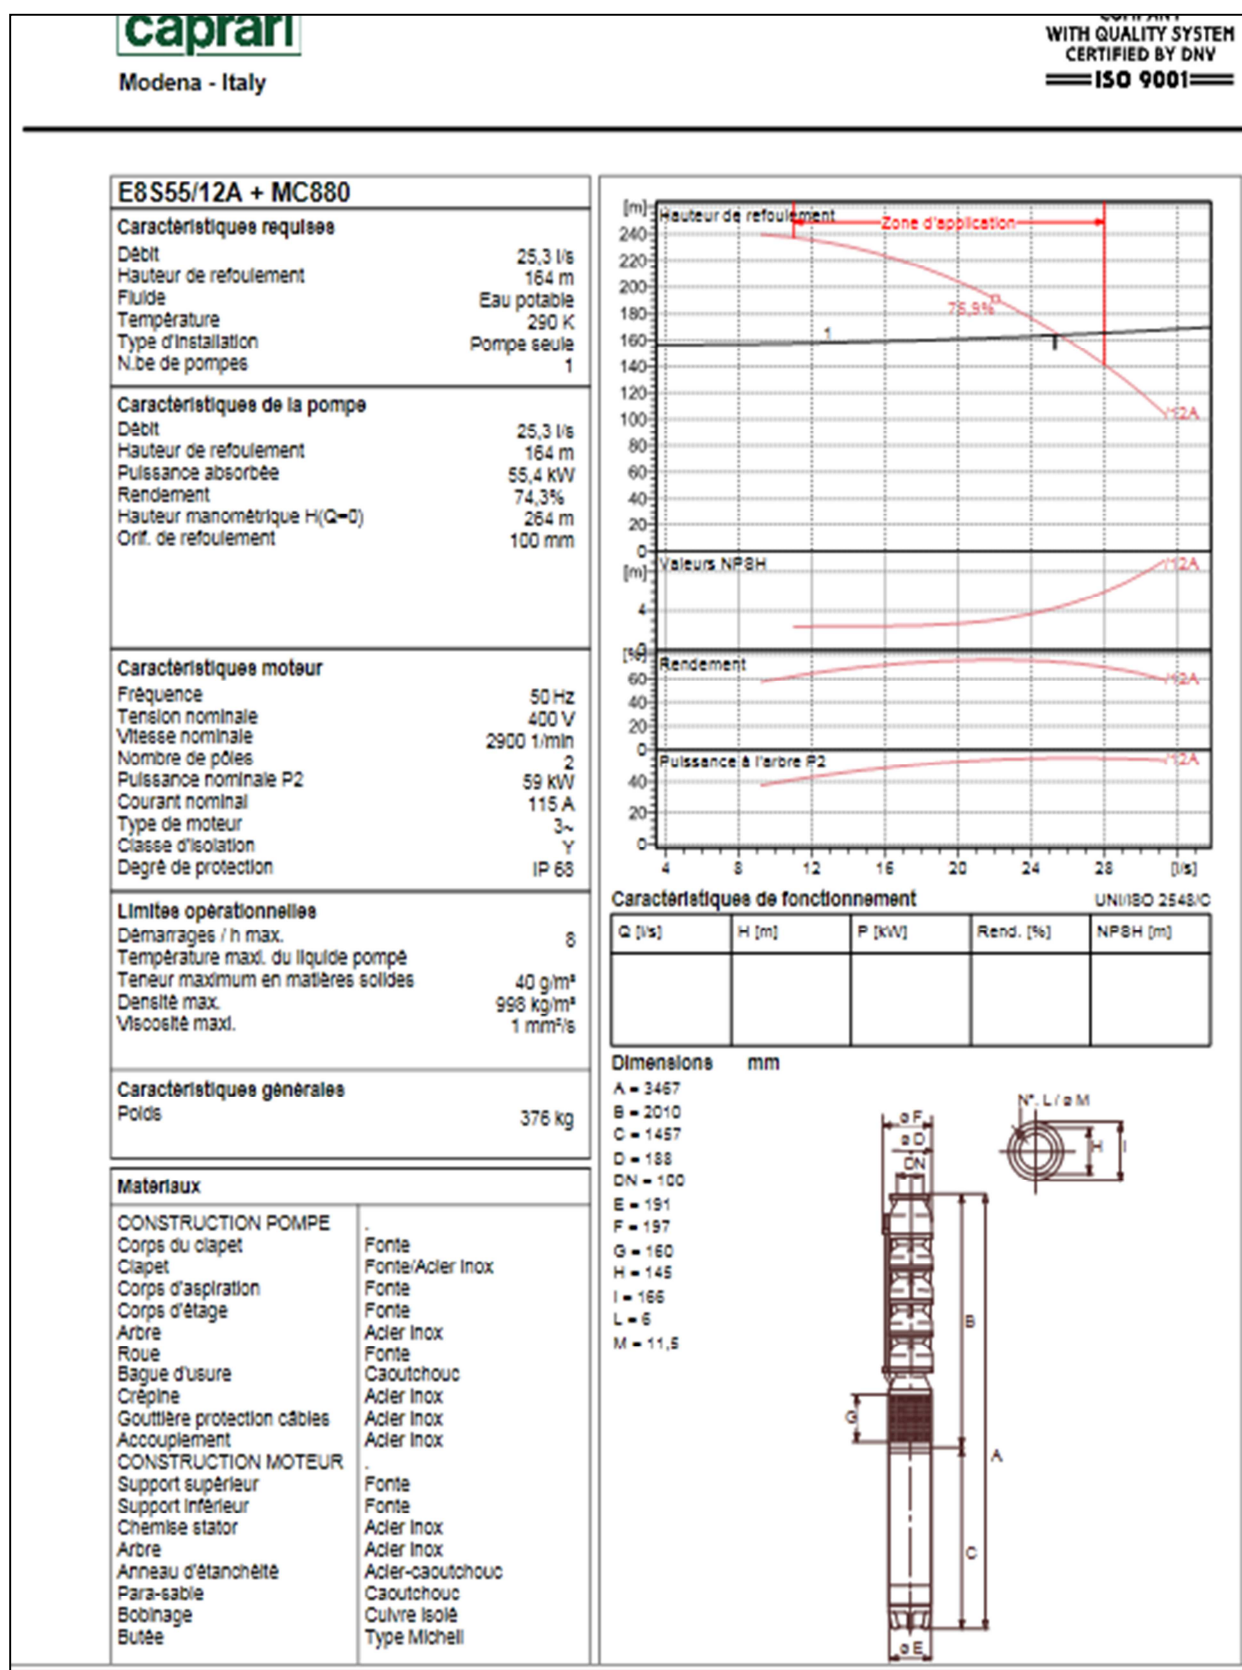 caprari
Modena - Italy
COMPANY
WITH QUALITY SYSTEM
CERTIFIED BY DNV
ISO 9001
E8S55/12A + MC880
Caractéristiques requises
Débit 25,3 l/s
Hauteur de refoulement 164 m
Fluide Eau potable
Température 290 K
Type d'installation Pompe seule
N.be de pompes 1
Caractéristiques de la pompe
Débit 25,3 l/s
Hauteur de refoulement 164 m
Puissance absorbée 55,4 kW
Rendement 74,3%
Hauteur manométrique H(Q=0) 264 m
Orif. de refoulement 100 mm
Caractéristiques moteur
Fréquence 50 Hz
Tension nominale 400 V
Vitesse nominale 2900 1/min
Nombre de pôles 2
Puissance nominale P2 59 kW
Courant nominal 115 A
Type de moteur 3~
Classe d'isolation Y
Degré de protection IP 68
Limites opérationnelles
Démarrages / h max. 8
Température maxi. du liquide pompé
Teneur maximum en matières solides 40 g/m³
Densité max. 998 kg/m³
Viscosité maxi. 1 mm²/s
Caractéristiques générales
Poids 376 kg
Matériaux
CONSTRUCTION POMPE .
Corps du clapet Fonte
Clapet Fonte/Acier Inox
Corps d'aspiration Fonte
Corps d'étage Fonte
Arbre Acier Inox
Roue Fonte
Bague d'usure Caoutchouc
Crépine Acier Inox
Gouttière protection câbles Acier Inox
Accouplement Acier Inox
CONSTRUCTION MOTEUR .
Support supérieur Fonte
Support inférieur Fonte
Chemise stator Acier Inox
Arbre Acier Inox
Anneau d'étanchéité Acier-caoutchouc
Para-sable Caoutchouc
Bobinage Cuivre isolé
Butée Type Michell
[m] Hauteur de refoulement
Zone d'application
240
220
200
180
160
140
120
100
80
60
40
20
0
75,9%
1
/12A
[m] Valeurs NPSH
4
0
/12A
[%] Rendement
60
40
20
0
/12A
Puissance à l'arbre P2
40
20
0
/12A
4 8 12 16 20 24 28 [l/s]
Caractéristiques de fonctionnement UNI/ISO 2548/C
Q [l/s] H [m] P [kW] Rend. [%] NPSH [m]
Dimensions mm
A = 3467
B = 2010
C = 1457
D = 188
DN = 100
E = 191
F = 197
G = 160
H = 145
I = 166
L = 6
M = 11,5
N°. L / ø M
H
I
ø F
ø D
DN
B
G
A
C
ø E